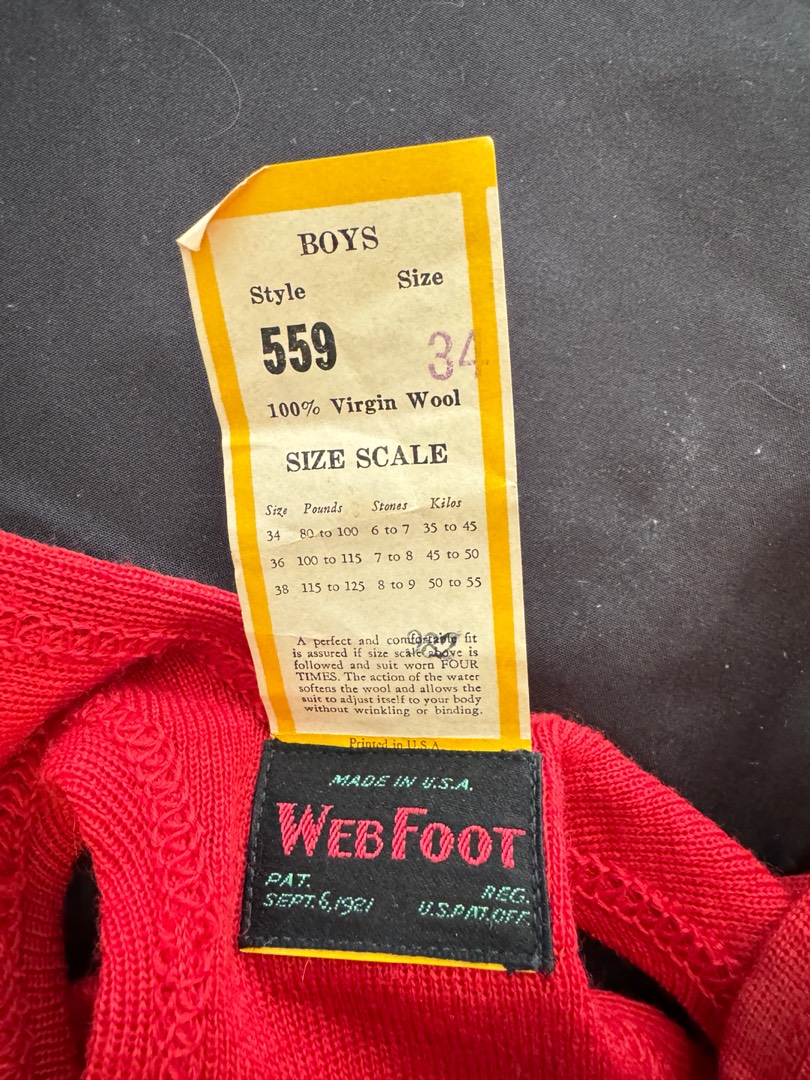 BOYS
Style Size
559 34
100% Virgin Wool
SIZE SCALE
Size Pounds Stones Kilos
34 80 to 100 6 to 7 35 to 45
36 100 to 115 7 to 8 45 to 50
38 115 to 125 8 to 9 50 to 55
A perfect and comfortable fit
is assured if size scale above is
followed and suit worn FOUR
TIMES. The action of the water
softens the wool and allows the
suit to adjust itself to your body
without wrinkling or binding.
Printed in U.S.A.
MADE IN U.S.A.
WEB FOOT
PAT. REG.
SEPT. 6, 1921 U.S.PAT.OFF.